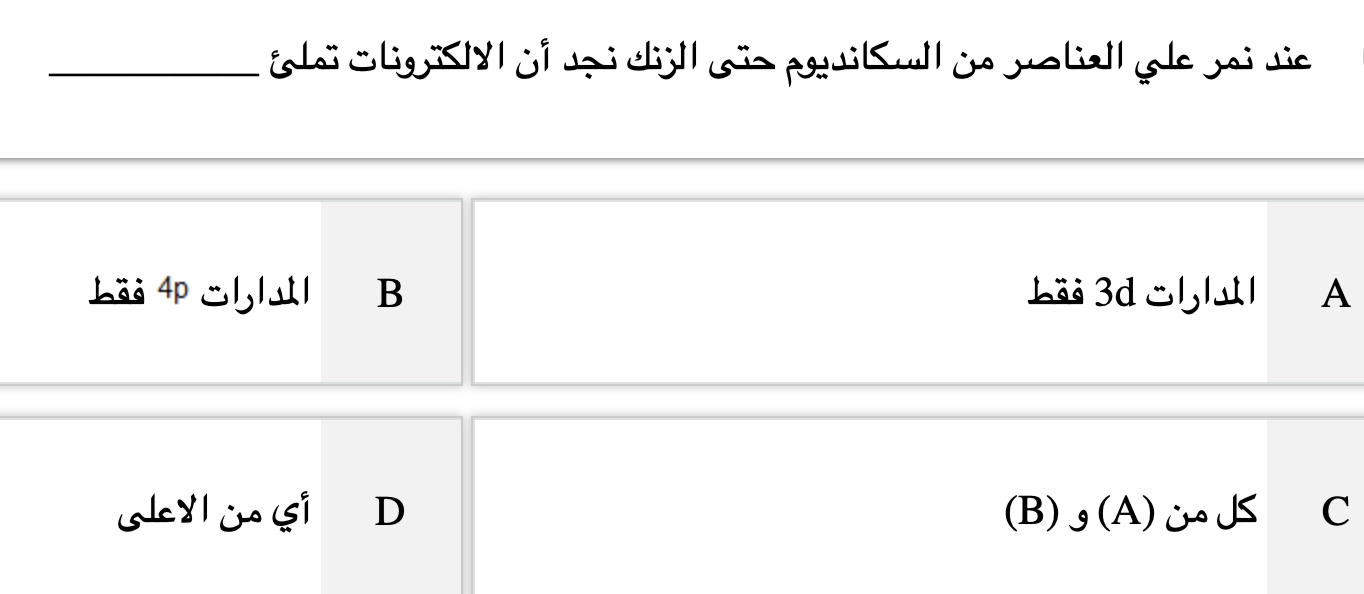 عند نمر علي العناصر من السكانديوم حتى الزنك نجد أن الالكترونات تملئ ___________
A المدارات 3d فقط
B المدارات 4p فقط
C كل من (A) و (B)
D أي من الاعلى